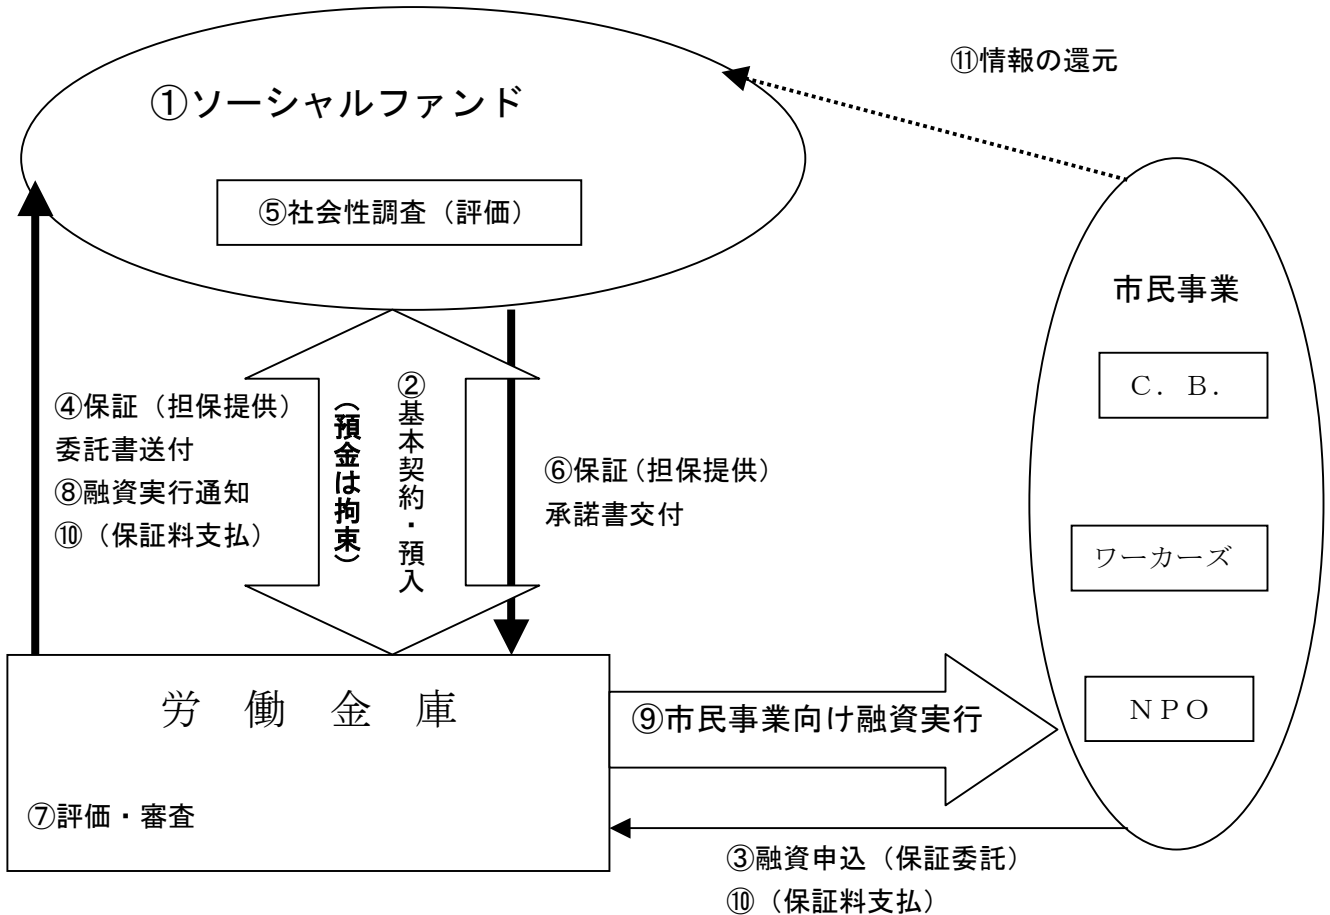 ⑪情報の還元
①ソーシャルファンド
⑤社会性調査（評価）
市民事業
C．B．
ワーカーズ
NPO
④保証（担保提供）
委託書送付
⑧融資実行通知
⑩（保証料支払）
②基本契約・預入
（預金は拘束）
⑥保証（担保提供）
承諾書交付
労働金庫
⑦評価・審査
⑨市民事業向け融資実行
③融資申込（保証委託）
⑩（保証料支払）